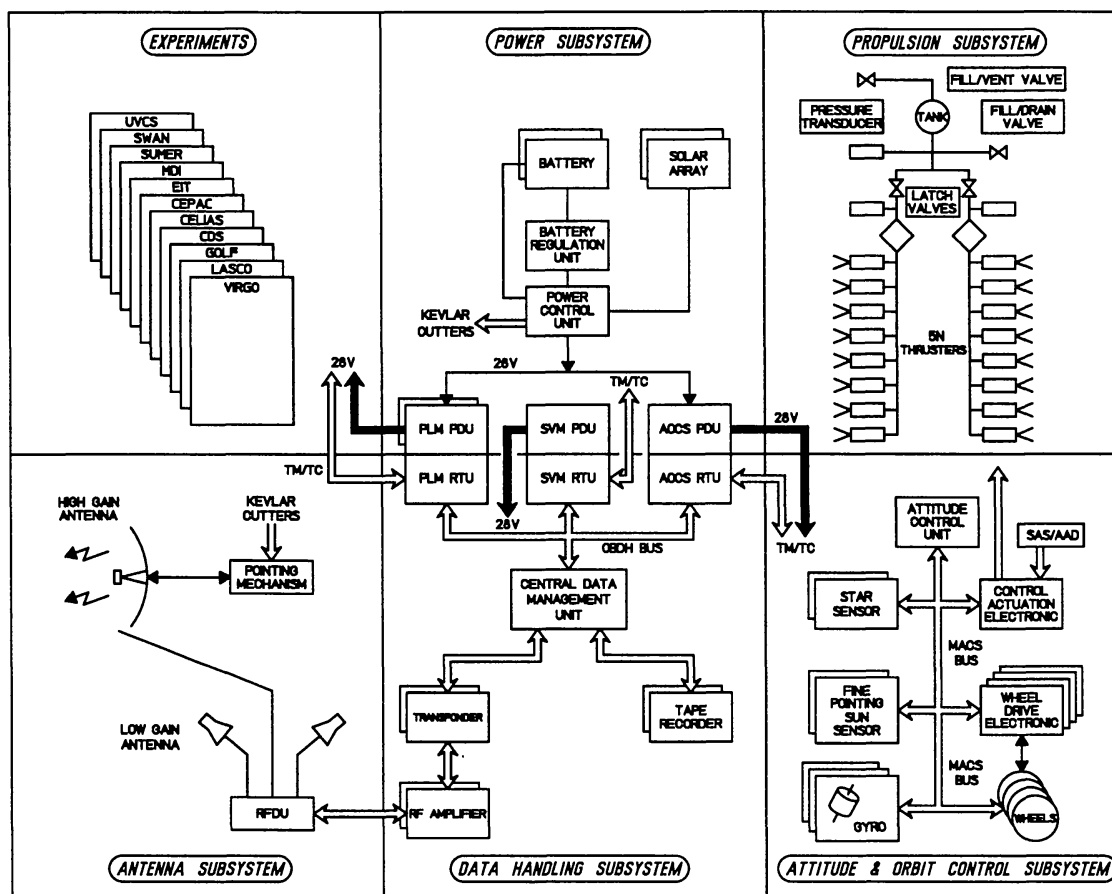 EXPERIMENTS
UVCS
SWAN
SUMER
MDI
EIT
CEPAC
CELIAS
CDS
GOLF
LASCO
VIRGO
POWER SUBSYSTEM
BATTERY
SOLAR
ARRAY
BATTERY
REGULATION
UNIT
POWER
CONTROL
UNIT
KEVLAR
CUTTERS
28V
28V
TM/TC
28V
PLM PDU
SVM PDU
AOCS PDU
PROPULSION SUBSYSTEM
FILL/VENT VALVE
PRESSURE
TRANSDUCER
TANK
FILL/DRAIN
VALVE
LATCH
VALVES
5N
THRUSTERS
TM/TC
PLM RTU
SVM RTU
AOCS RTU
28V
OBDH BUS
TM/TC
HIGH GAIN
ANTENNA
KEVLAR
CUTTERS
POINTING
MECHANISM
LOW GAIN
ANTENNA
RFDU
ANTENNA SUBSYSTEM
CENTRAL DATA
MANAGEMENT
UNIT
TRANSPONDER
TAPE
RECORDER
RF AMPLIFIER
DATA HANDLING SUBSYSTEM
ATTITUDE
CONTROL
UNIT
SAS/AAD
STAR
SENSOR
CONTROL
ACTUATION
ELECTRONIC
MACS
BUS
FINE
POINTING
SUN
SENSOR
WHEEL
DRIVE
ELECTRONIC
MACS
BUS
GYRO
WHEELS
ATTITUDE & ORBIT CONTROL SUBSYSTEM